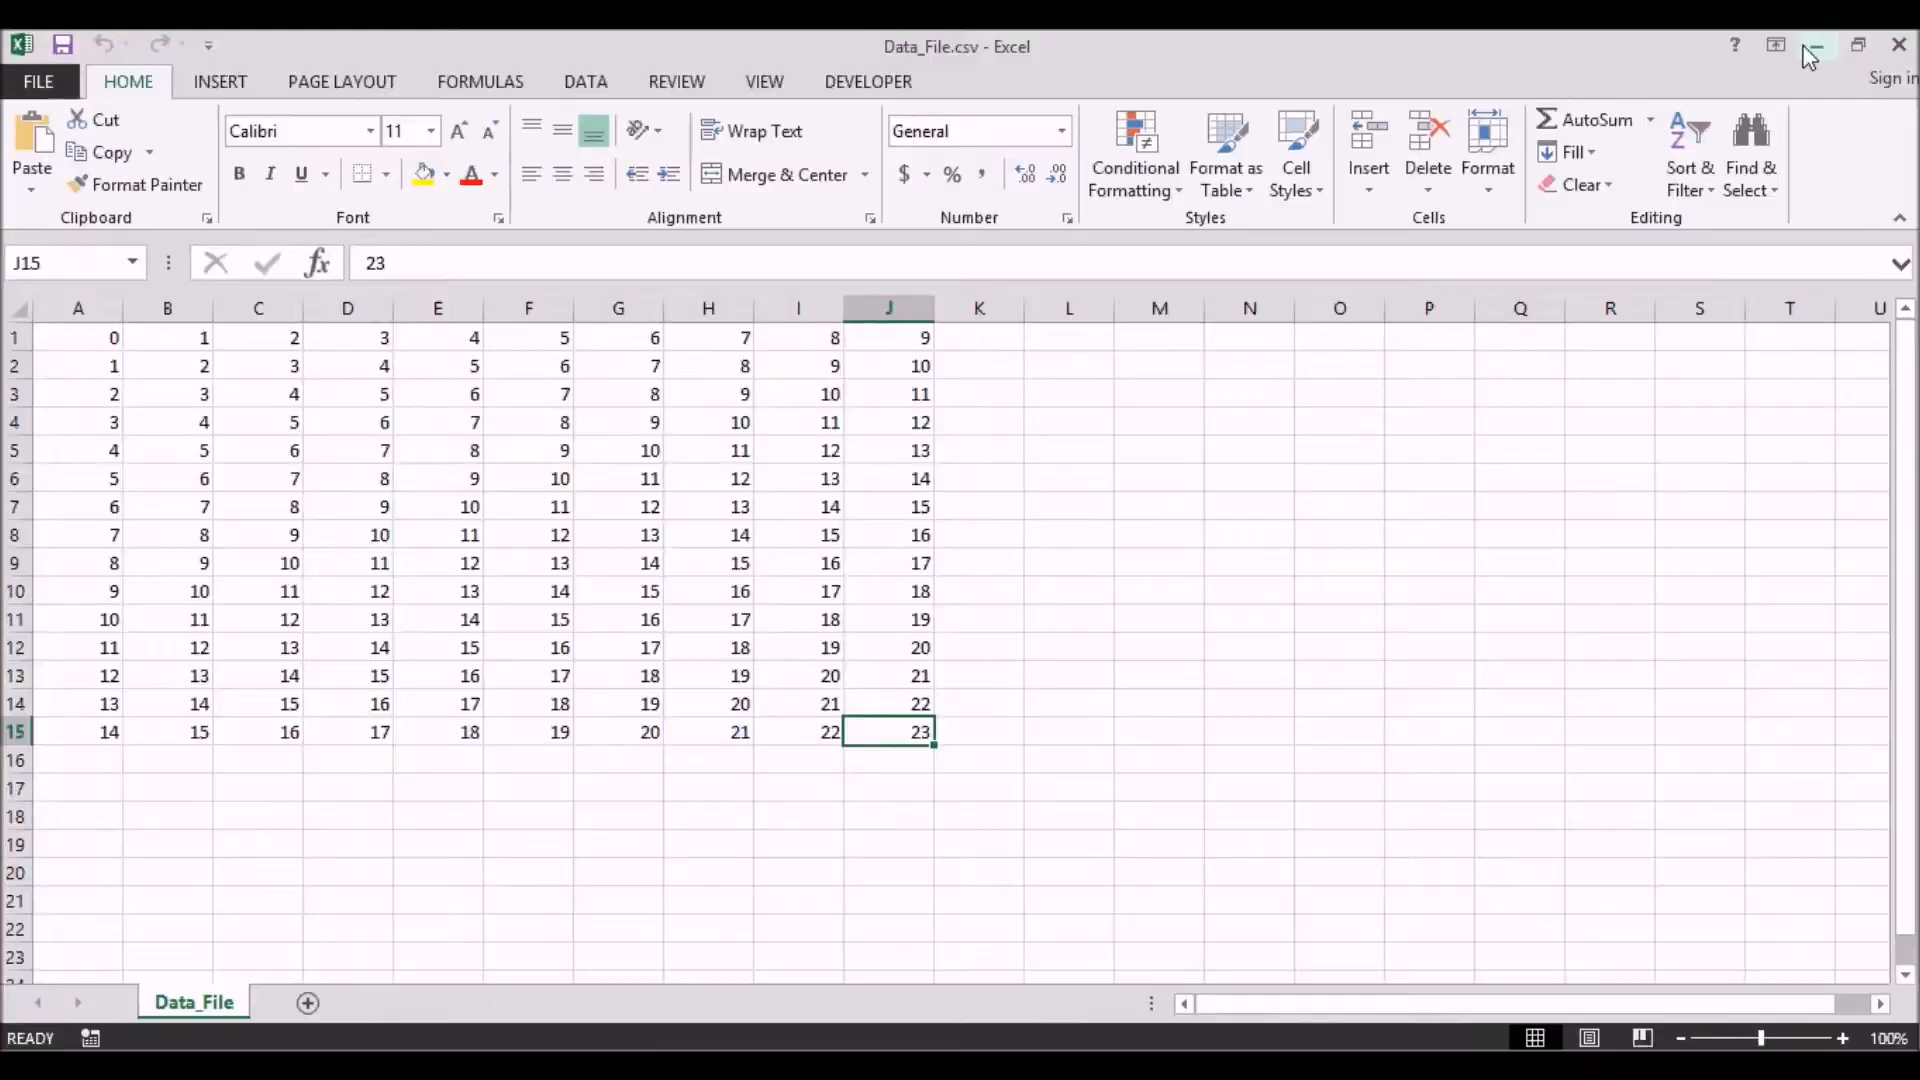 Data_File.csv - Excel
?
Sign in
FILE HOME INSERT PAGE LAYOUT FORMULAS DATA REVIEW VIEW DEVELOPER
Paste
Cut
Copy
Format Painter
Clipboard
Calibri 11
B I U
Font
Wrap Text
Merge & Center
Alignment
General
$ %
Number
Conditional Formatting
Format as Table
Cell Styles
Styles
Insert
Delete
Format
Cells
AutoSum
Fill
Clear
Sort & Filter
Find & Select
Editing
J15 fx 23
A B C D E F G H I J K L M N O P Q R S T U
1 0 1 2 3 4 5 6 7 8 9
2 1 2 3 4 5 6 7 8 9 10
3 2 3 4 5 6 7 8 9 10 11
4 3 4 5 6 7 8 9 10 11 12
5 4 5 6 7 8 9 10 11 12 13
6 5 6 7 8 9 10 11 12 13 14
7 6 7 8 9 10 11 12 13 14 15
8 7 8 9 10 11 12 13 14 15 16
9 8 9 10 11 12 13 14 15 16 17
10 9 10 11 12 13 14 15 16 17 18
11 10 11 12 13 14 15 16 17 18 19
12 11 12 13 14 15 16 17 18 19 20
13 12 13 14 15 16 17 18 19 20 21
14 13 14 15 16 17 18 19 20 21 22
15 14 15 16 17 18 19 20 21 22 23
16
17
18
19
20
21
22
23
Data_File
READY
100%